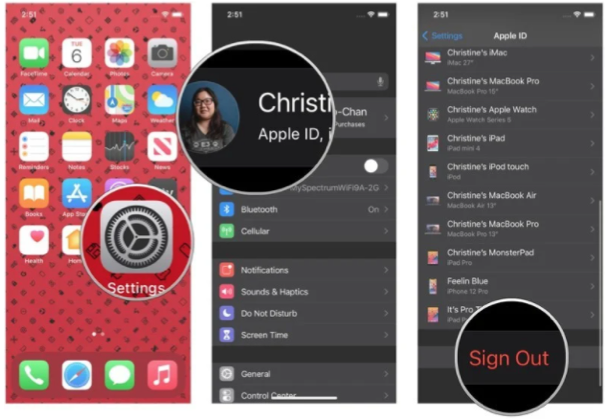 2:51
TUE
6
FaceTime
Calendar
Photos
Camera
Mail
Clock
Maps
Weather
Reminders
Notes
Stocks
News
Books
App
Health
Settings
2:51
Christi
-Chan
Apple ID,
Purchases
MySpectrumWiFi9A-2G
Bluetooth
On
Cellular
Notifications
Sounds & Haptics
Do Not Disturb
Screen Time
General
Control Center
2:51
Settings
Apple ID
Christine's iMac
iMac 27"
Christine's MacBook Pro
MacBook Pro 15"
Christine's Apple Watch
Apple Watch Series 5
Christine's iPad
iPad mini 4
Christine's iPod touch
iPod
Christine's MacBook Air
MacBook Air 13"
Christine's MacBook Pro
MacBook Pro 13"
Christine's MonsterPad
iPad Pro
Feelin Blue
iPhone 12 Pro
It's Pro
iPad
Sign Out